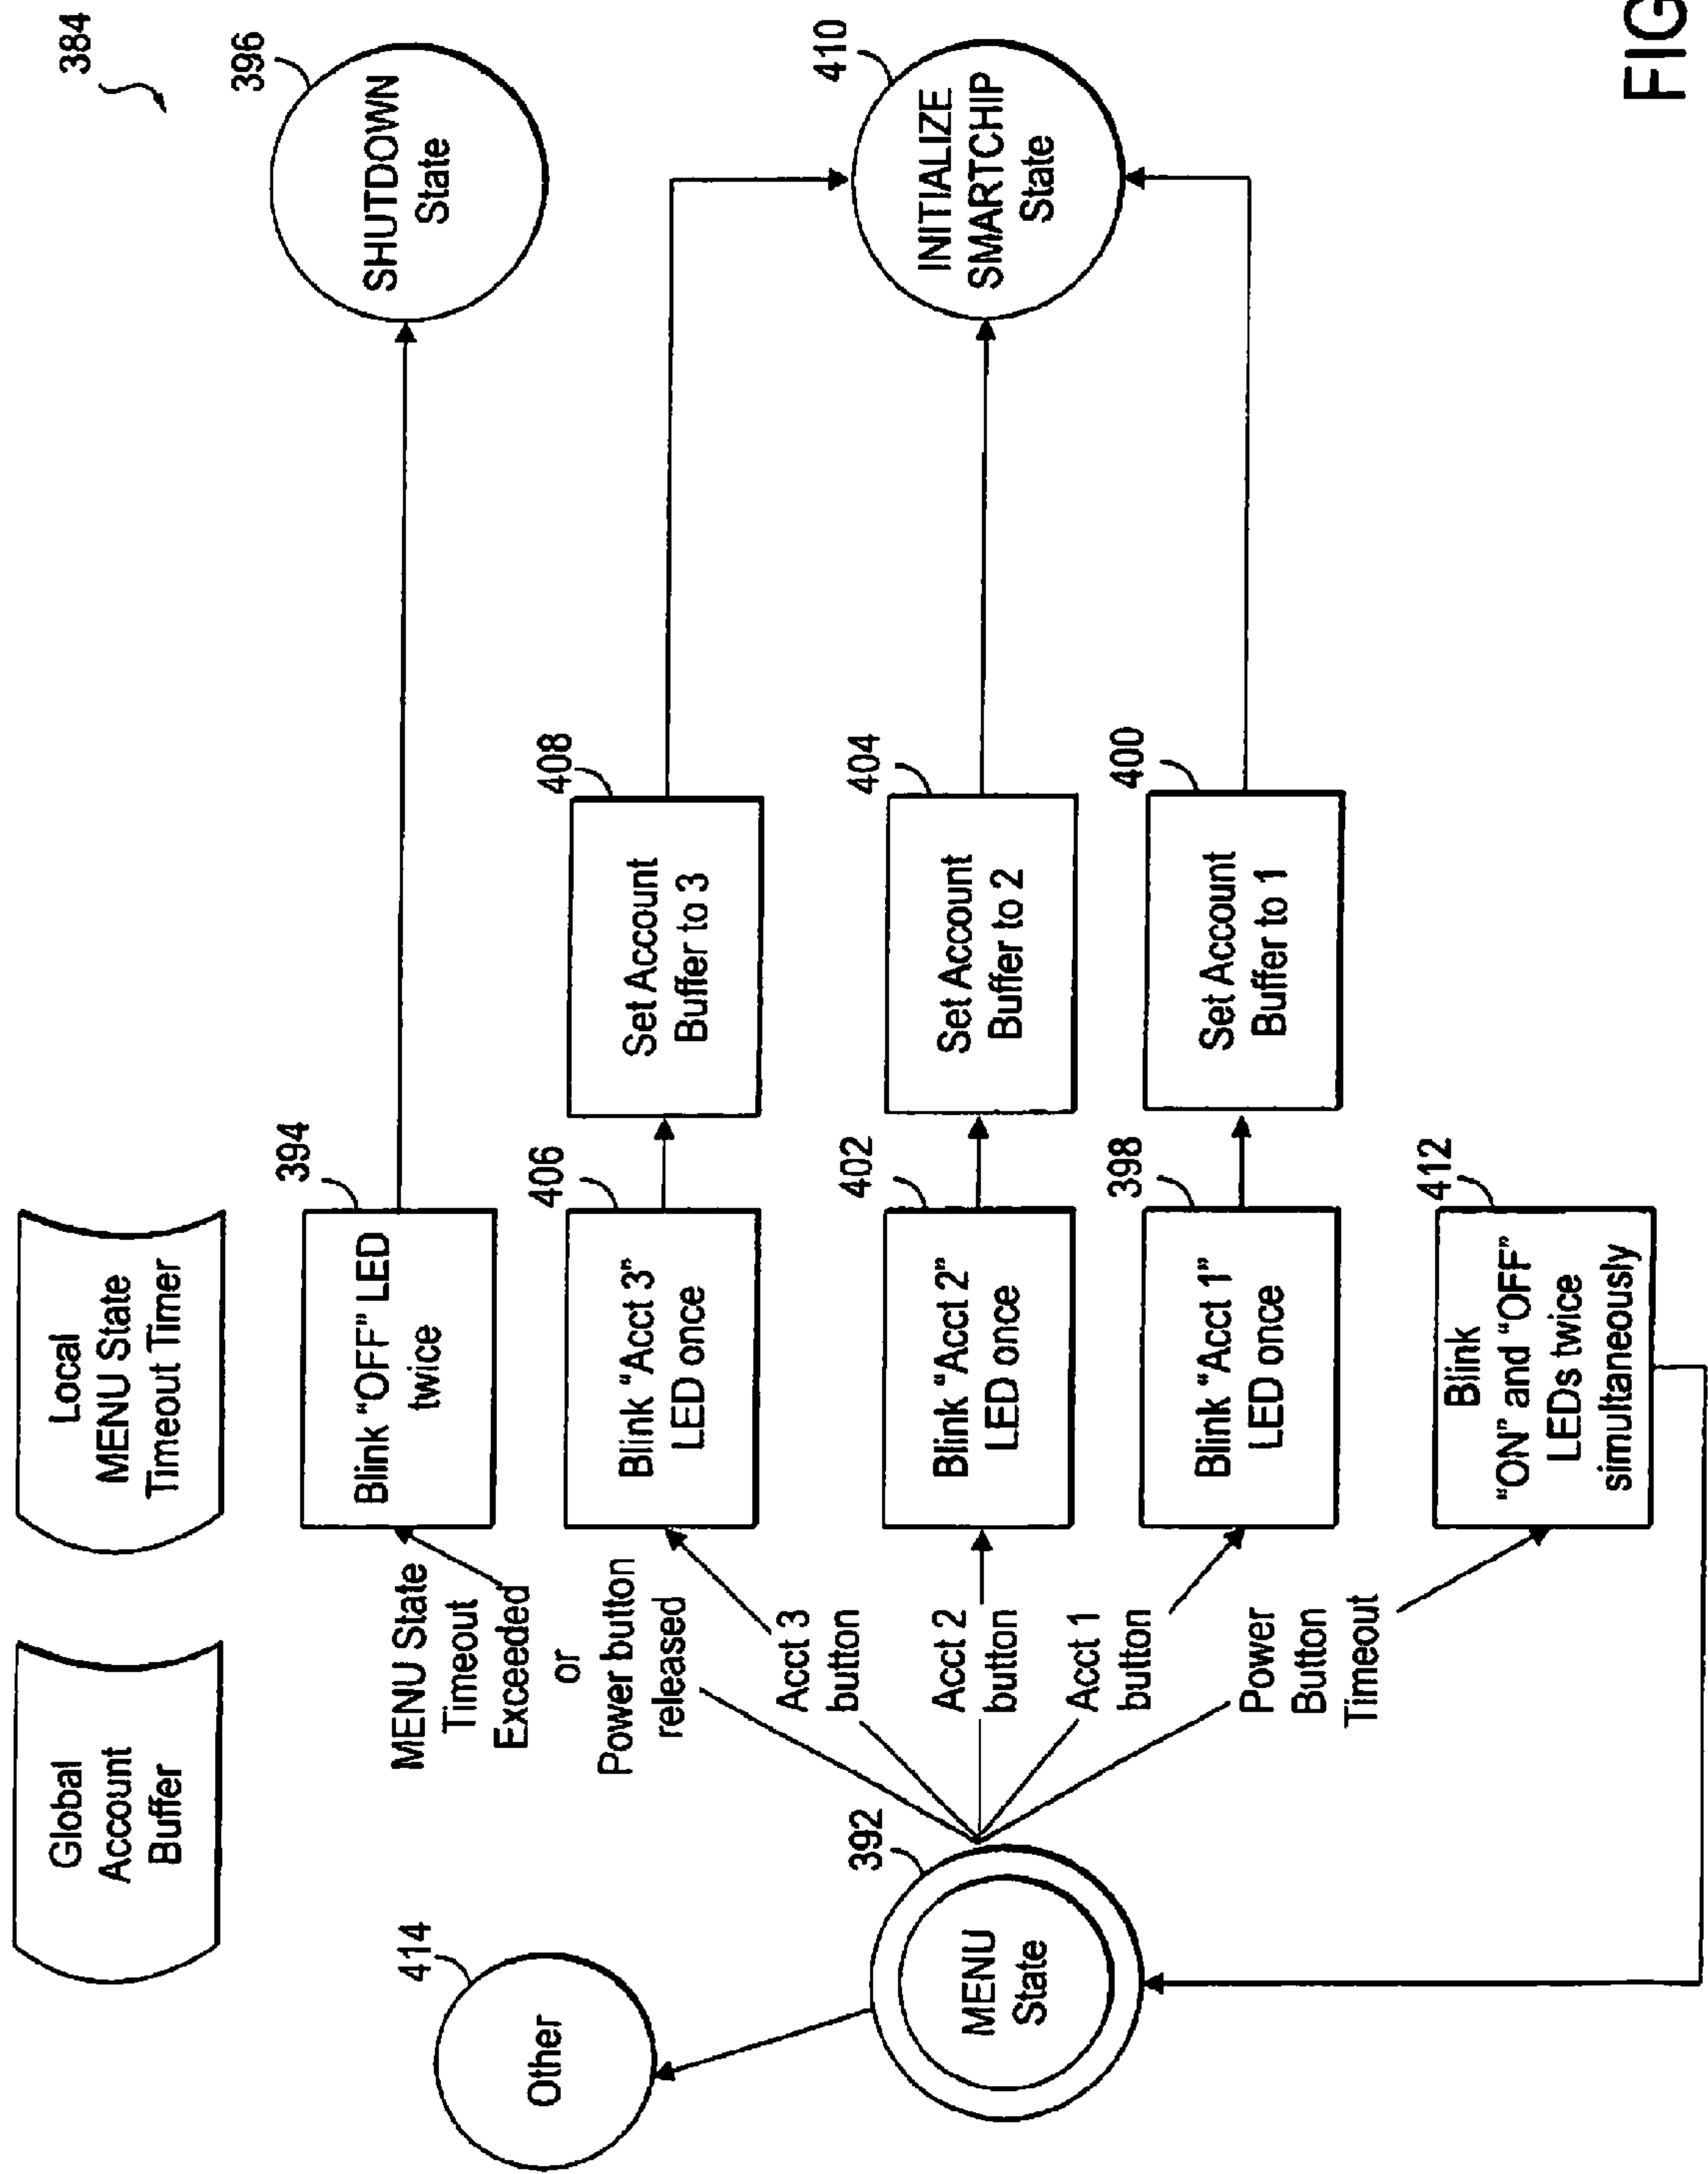 384
Global
Account
Buffer
Local
MENU State
Timeout Timer
394
396
MENU State
Timeout
Exceeded
or
Power button
released
Blink “OFF” LED
twice
SHUTDOWN
State
414
Other
406
408
Acct 3
button
Blink “Acct 3”
LED once
Set Account
Buffer to 3
392
MENU
State
402
404
410
Acct 2
button
Blink “Acct 2”
LED once
Set Account
Buffer to 2
INITIALIZE
SMARTCHIP
State
398
400
Acct 1
button
Blink “Acct 1”
LED once
Set Account
Buffer to 1
412
Power
Button
Timeout
Blink
“ON” and “OFF”
LEDs twice
simultaneously
FIG